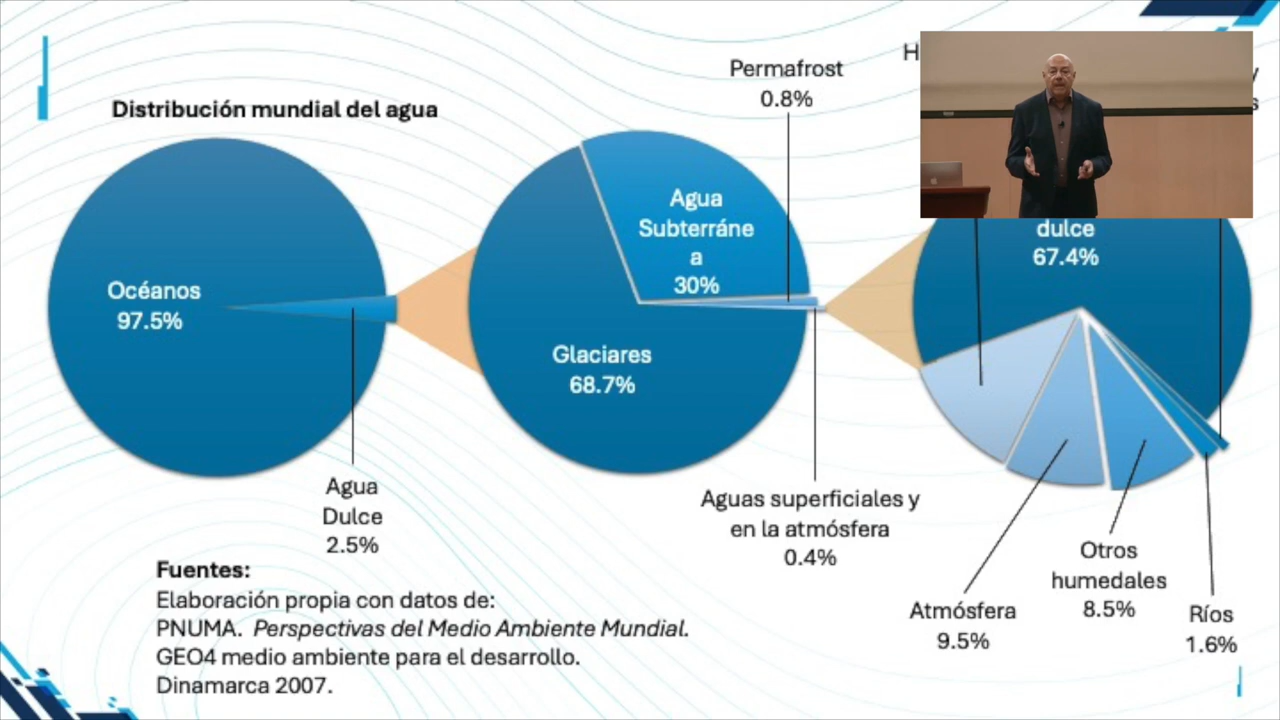 Distribución mundial del agua
Océanos
97.5%
Agua
Dulce
2.5%
Permafrost
0.8%
Agua
Subterráne
a
30%
Glaciares
68.7%
Aguas superficiales y
en la atmósfera
0.4%
H
y
s
dulce
67.4%
Atmósfera
9.5%
Otros
humedales
8.5%
Ríos
1.6%
Fuentes:
Elaboración propia con datos de:
PNUMA. Perspectivas del Medio Ambiente Mundial.
GEO4 medio ambiente para el desarrollo.
Dinamarca 2007.